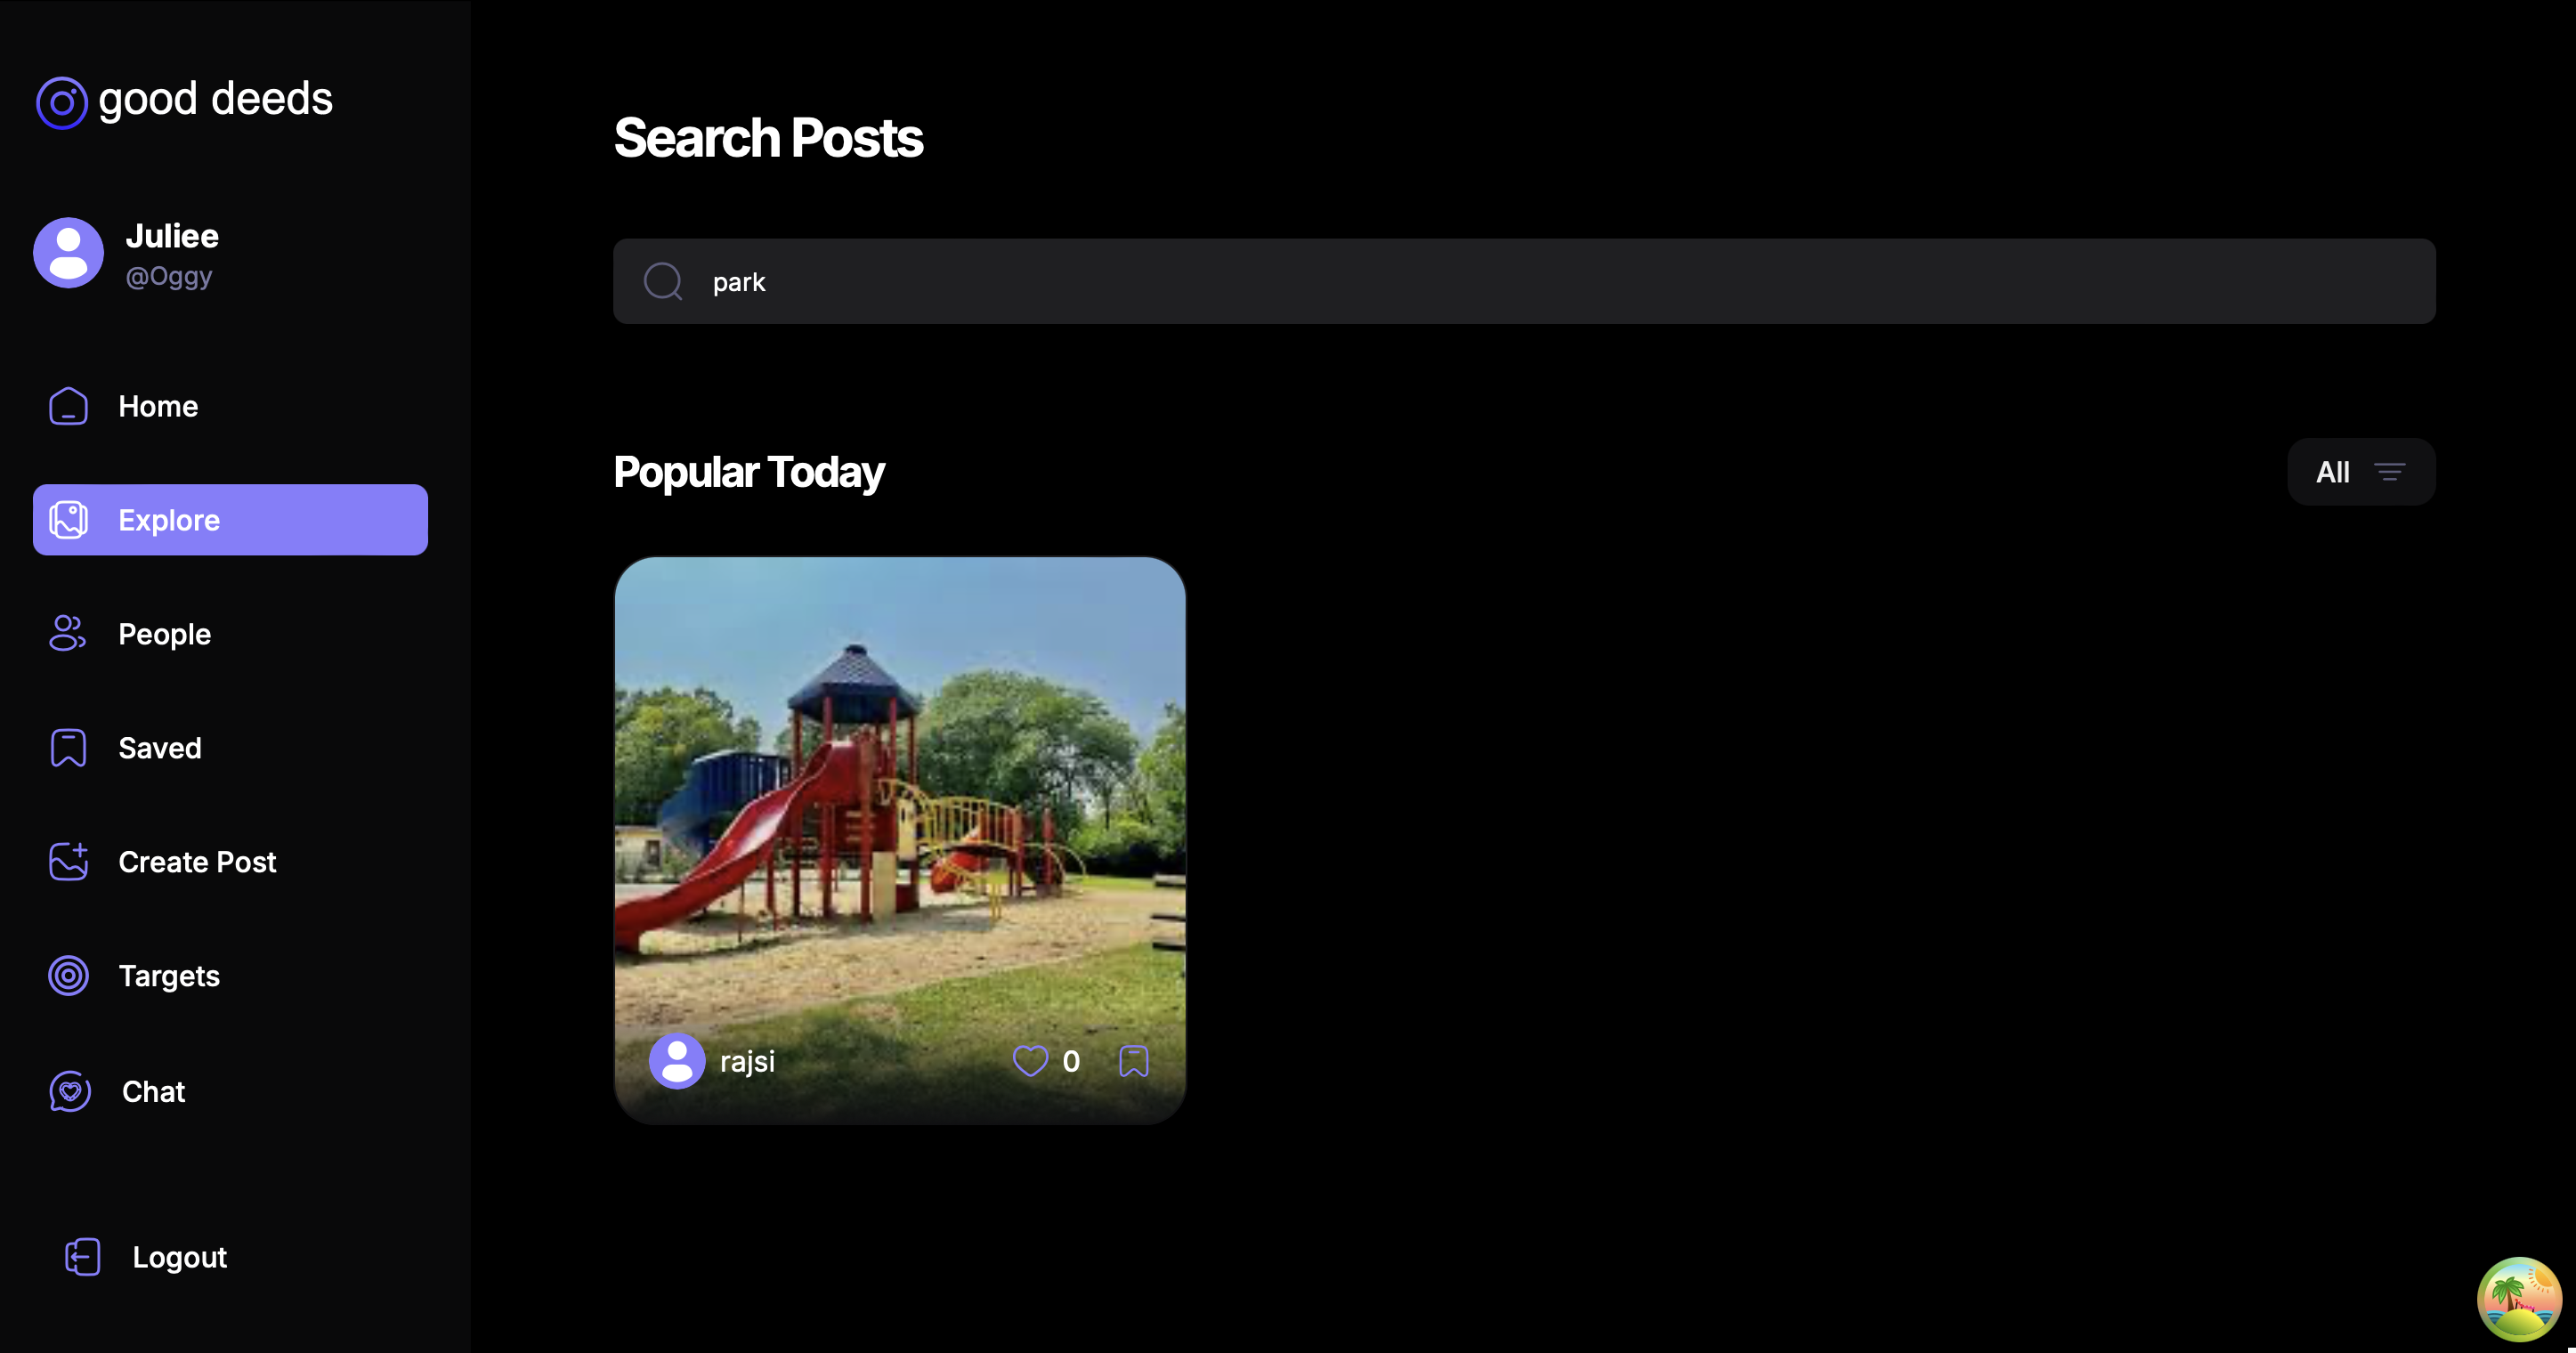 good deeds
Juliee
@Oggy
Home
Explore
People
Saved
Create Post
Targets
Chat
Logout
Search Posts
park
Popular Today
All
rajsi
0